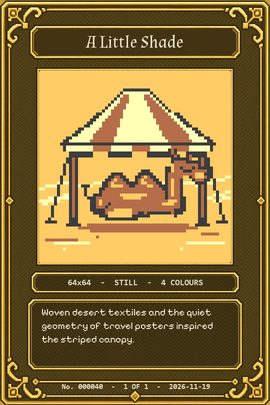 A Little Shade
64x64 - STILL - 4 COLOURS
Woven desert textiles and the quiet
geometry of travel posters inspired
the striped canopy.
No. 000040 - 1 OF 1 - 2026-11-19